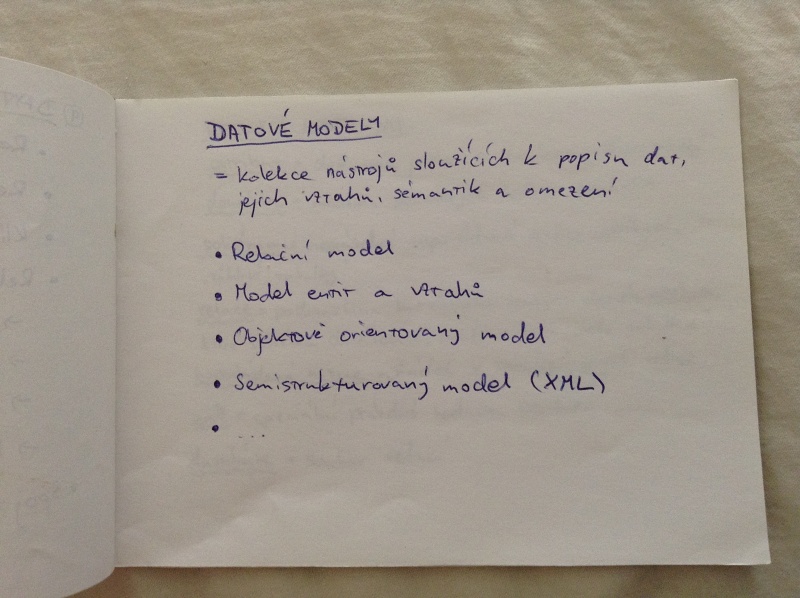 DATOVÉ MODELY
= kolekce nástrojů sloužících k popisu dat,
jejich vztahů, sémantik a omezení
• Relační model
• Model entit a vztahů
• Objektově orientovaný model
• Semistrukturovaný model (XML)
• ...